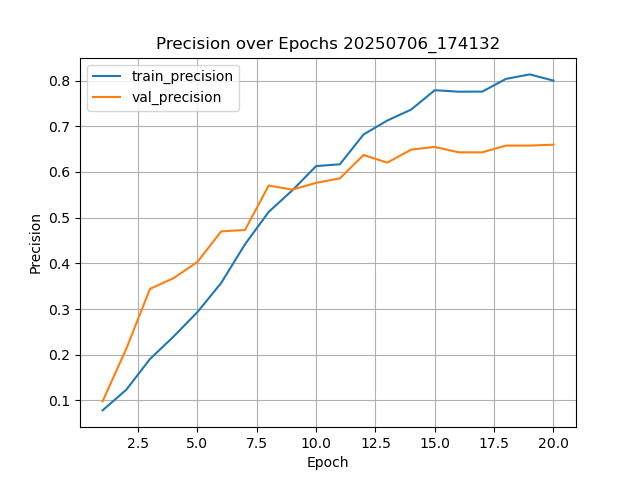 Precision over Epochs 20250706_174132
train_precision
val_precision
0.8
0.7
0.6
0.5
0.4
0.3
0.2
0.1
Precision
2.5 5.0 7.5 10.0 12.5 15.0 17.5 20.0
Epoch